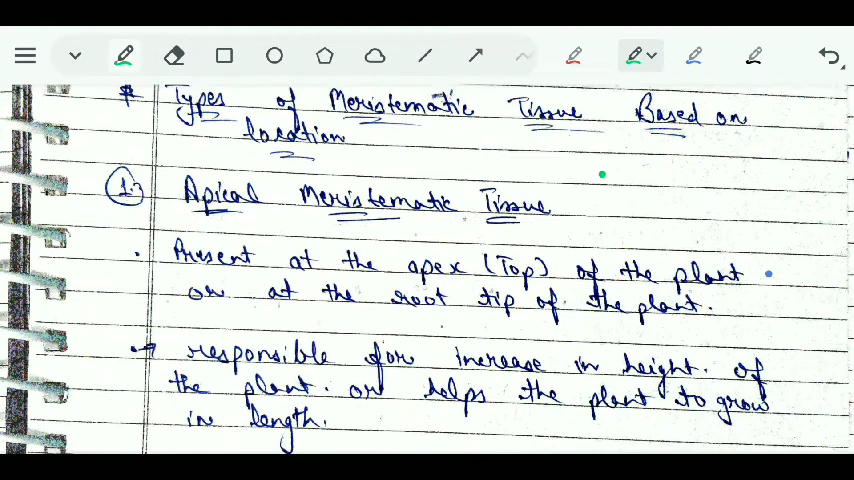 * Types of Meristematic Tissue Based on
location
1. Apical Meristematic Tissue
. Present at the apex (Top) of the plant
or at the root tip of the plant.
→ responsible for increase in height. of
the plant. or helps the plant to grow
in length.